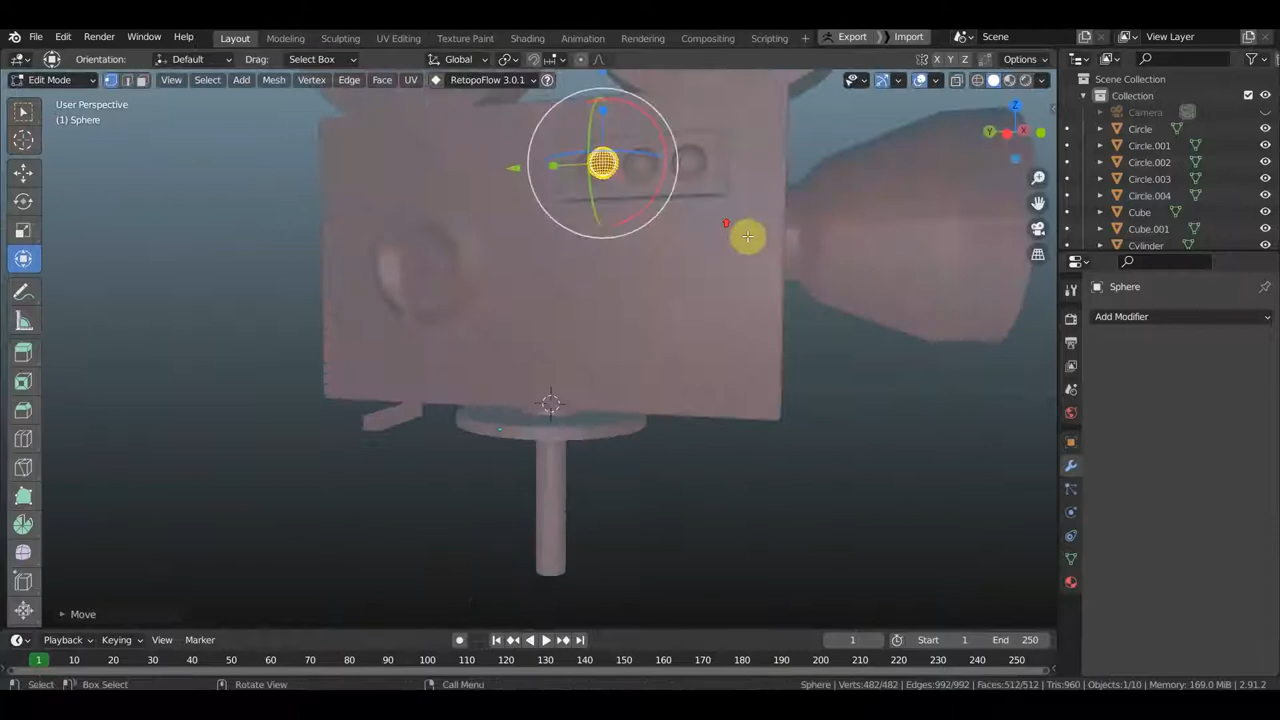 File Edit Render Window Help Layout Modeling Sculpting UV Editing Texture Paint Shading Animation Rendering Compositing Scripting + Export Import Scene View Layer
Orientation: Default Drag: Select Box Global X Y Z Options
Edit Mode View Select Add Mesh Vertex Edge Face UV RetopoFlow 3.0.1
User Perspective
(1) Sphere
Z
Y
X
Scene Collection
Collection
Camera
Circle
Circle.001
Circle.002
Circle.003
Circle.004
Cube
Cube.001
Cylinder
Sphere
Add Modifier
Move
Playback Keying View Marker 1 Start 1 End 250
1 10 20 30 40 50 60 70 80 90 100 110 120 130 140 150 160 170 180 190 200 210 220 230 240 250
Select Box Select Rotate View Call Menu Sphere | Verts:482/482 | Edges:992/992 | Faces:512/512 | Tris:960 | Objects:1/10 | Memory: 169.0 MiB | 2.91.2